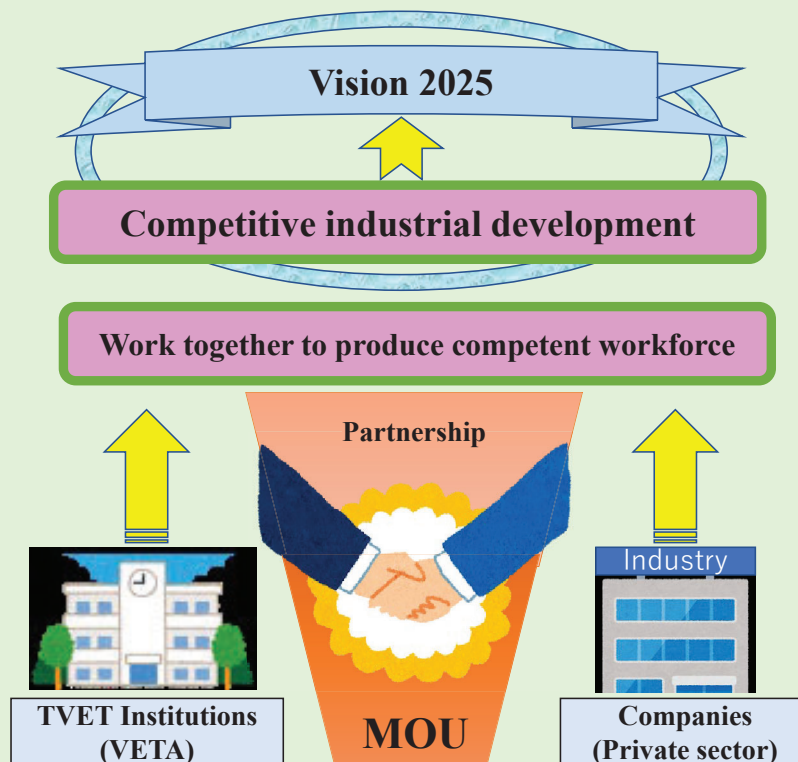 Vision 2025
Competitive industrial development
Work together to produce competent workforce
Partnership
Industry
TVET Institutions
(VETA)
MOU
Companies
(Private sector)